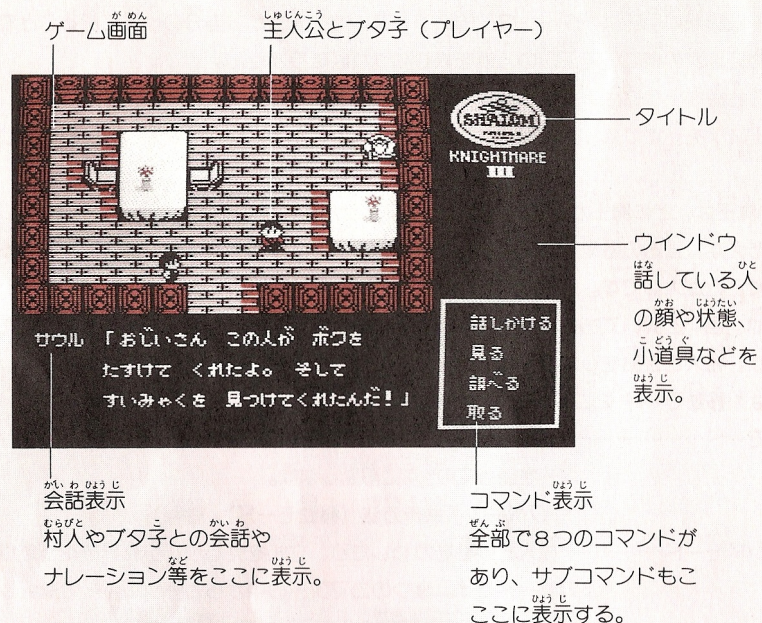 ゲーム画面
主人公とブタ子（プレイヤー）
SHALOM
KNIGHTMARE
III
タイトル
ウインドウ
話している人
の顔や状態、
小道具などを
表示。
話しかける
見る
調べる
取る
サウル「おじいさん この人が ボクを
たすけて くれたよ。 そして
すいみゃくを 見つけてくれたんだ！」
会話表示
村人やブタ子との会話や
ナレーション等をここに表示。
コマンド表示
全部で８つのコマンドが
あり、サブコマンドもこ
ここに表示する。